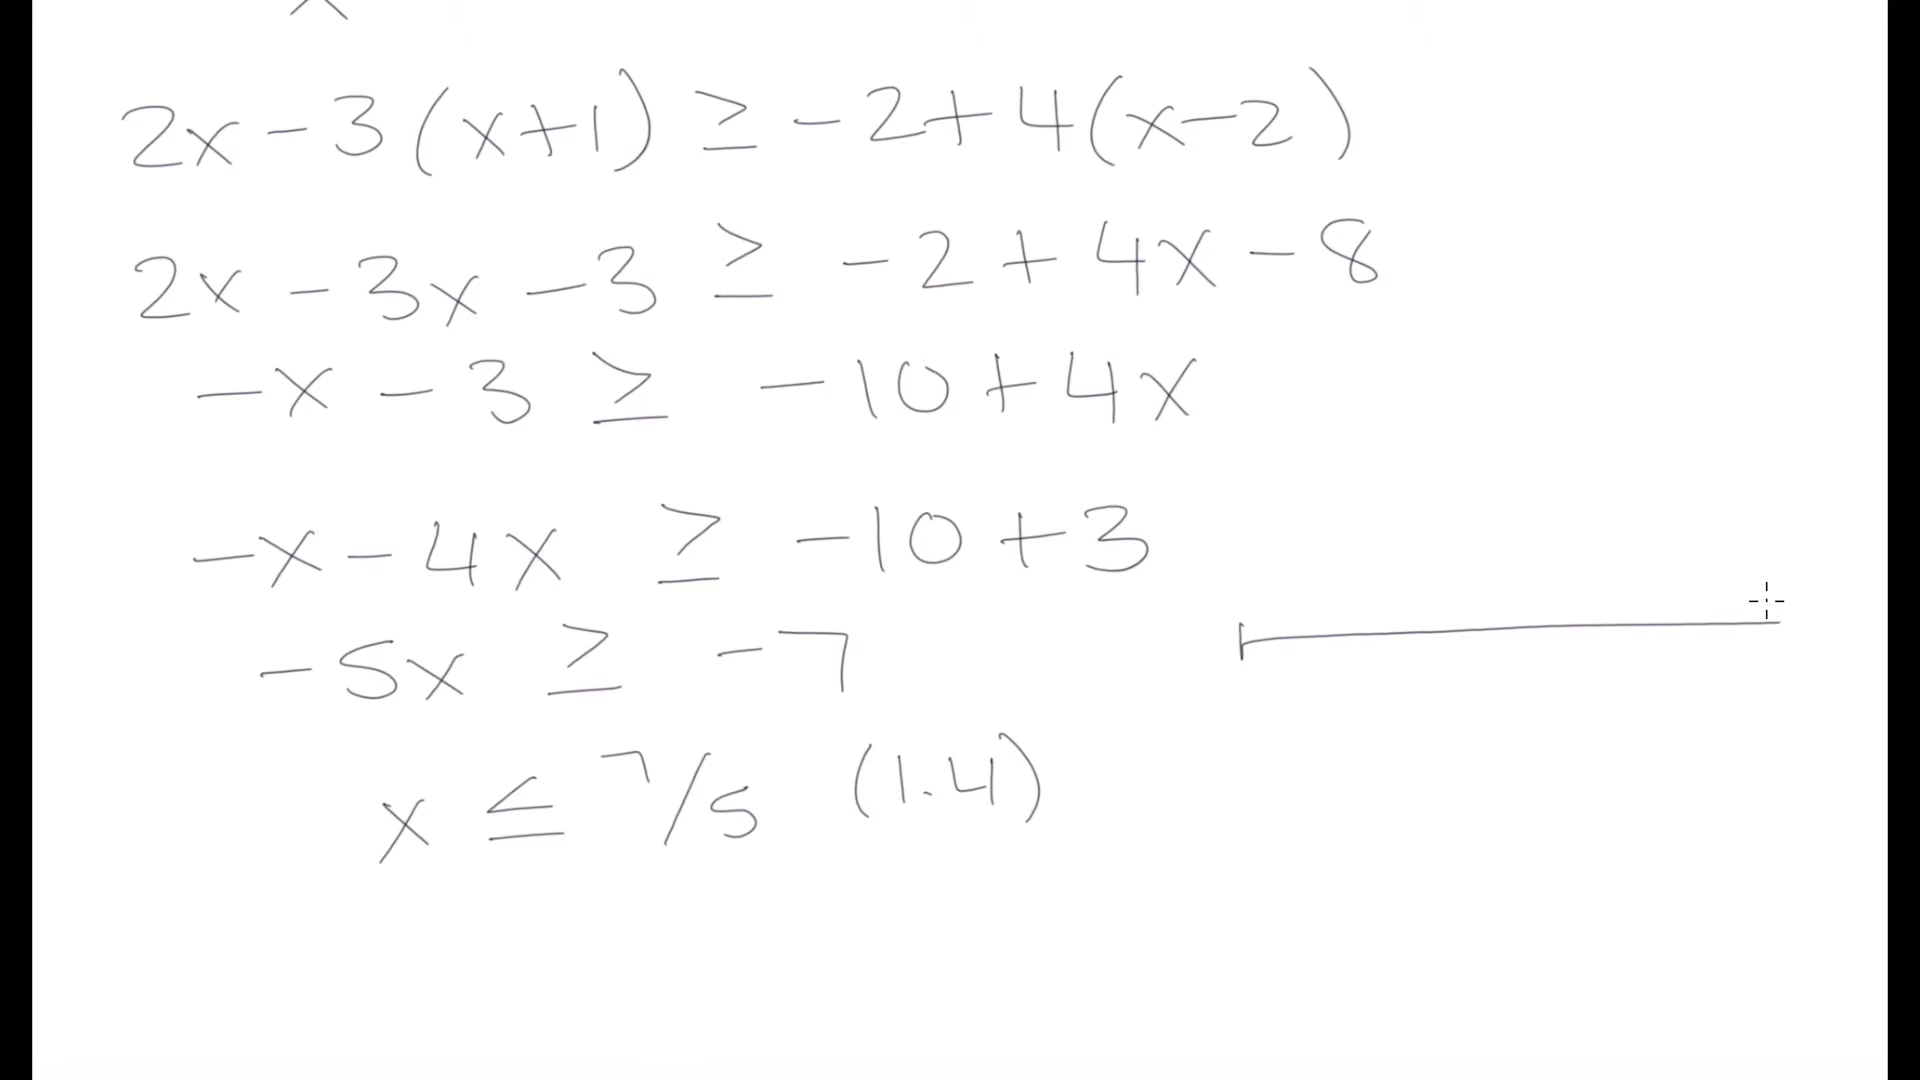 2x - 3(x+1) ≥ -2+4(x-2)
2x - 3x - 3 ≥ -2 + 4x - 8
-x - 3 ≥ -10 + 4x
-x - 4x ≥ -10 + 3
-5x ≥ -7
x ≤ 7/5 (1.4)